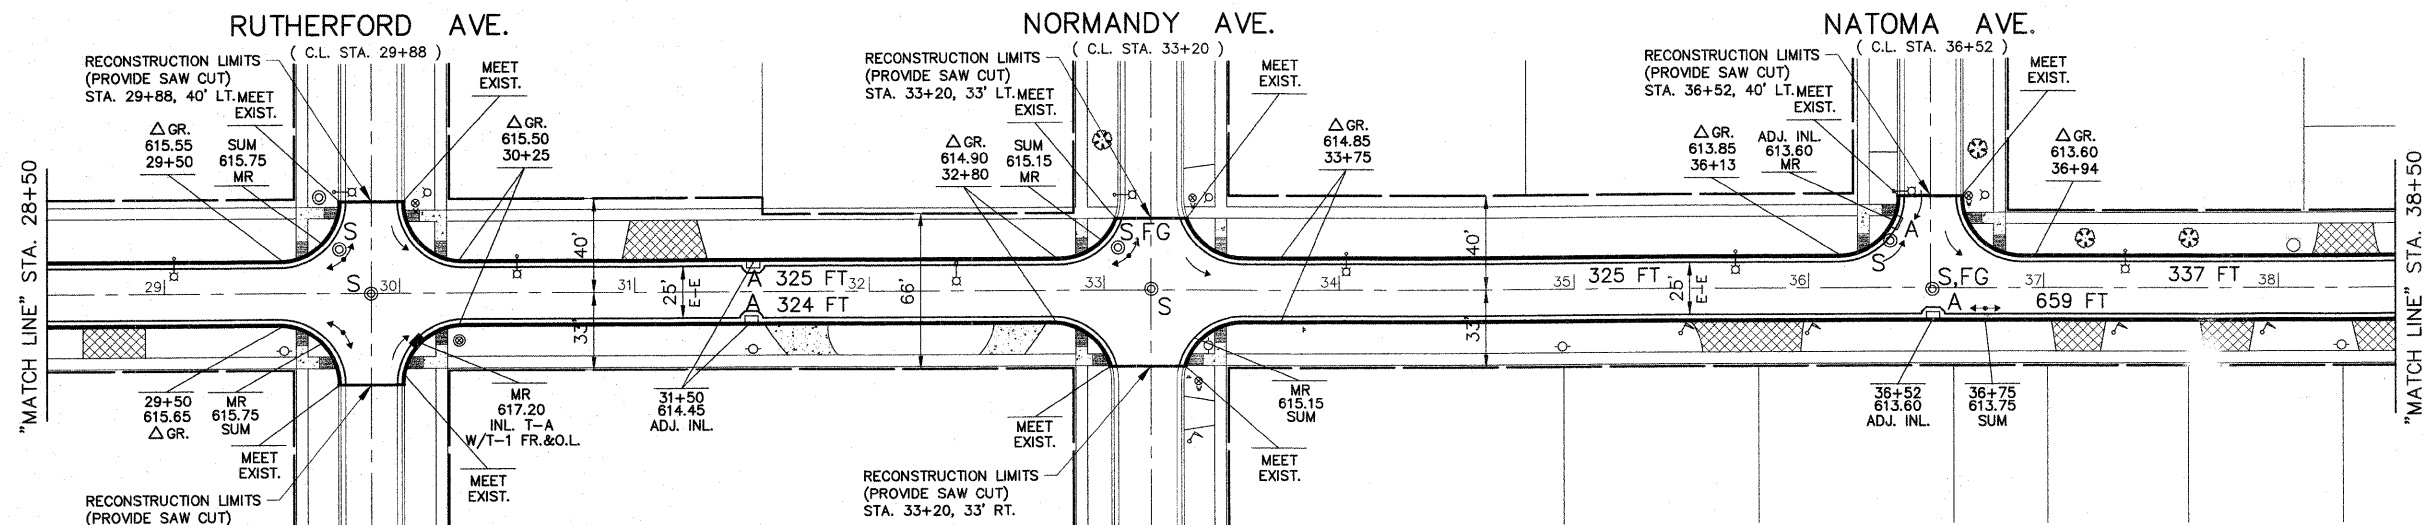 RUTHERFORD AVE.
( C.L. STA. 29+88 )
RECONSTRUCTION LIMITS
(PROVIDE SAW CUT)
STA. 29+88, 40' LT.
MEET
EXIST.
MEET
EXIST.
△ GR.
615.55
29+50
SUM
615.75
MR
△ GR.
615.50
30+25
NORMANDY AVE.
( C.L. STA. 33+20 )
RECONSTRUCTION LIMITS
(PROVIDE SAW CUT)
STA. 33+20, 33' LT.
MEET
EXIST.
MEET
EXIST.
△ GR.
614.90
32+80
SUM
615.15
MR
△ GR.
614.85
33+75
NATOMA AVE.
( C.L. STA. 36+52 )
RECONSTRUCTION LIMITS
(PROVIDE SAW CUT)
STA. 36+52, 40' LT.
MEET
EXIST.
MEET
EXIST.
△ GR.
613.85
36+13
ADJ. INL.
613.60
MR
△ GR.
613.60
36+94
"MATCH LINE" STA. 28+50
S
S
29
30
31
40'
33'
25'
E-E
A
A
325 FT
324 FT
32
66'
33
S,FG
S
34
40'
33'
35
325 FT
25'
E-E
36
S
A
S,FG
A
37
337 FT
659 FT
38
"MATCH LINE" STA. 38+50
29+50
615.65
△ GR.
MR
615.75
SUM
MEET
EXIST.
RECONSTRUCTION LIMITS
(PROVIDE SAW CUT)
MEET
EXIST.
MR
617.20
INL. T-A
W/T-1 FR.&O.L.
31+50
614.45
ADJ. INL.
MEET
EXIST.
RECONSTRUCTION LIMITS
(PROVIDE SAW CUT)
STA. 33+20, 33' RT.
MEET
EXIST.
MR
615.15
SUM
36+52
613.60
ADJ. INL.
36+75
613.75
SUM